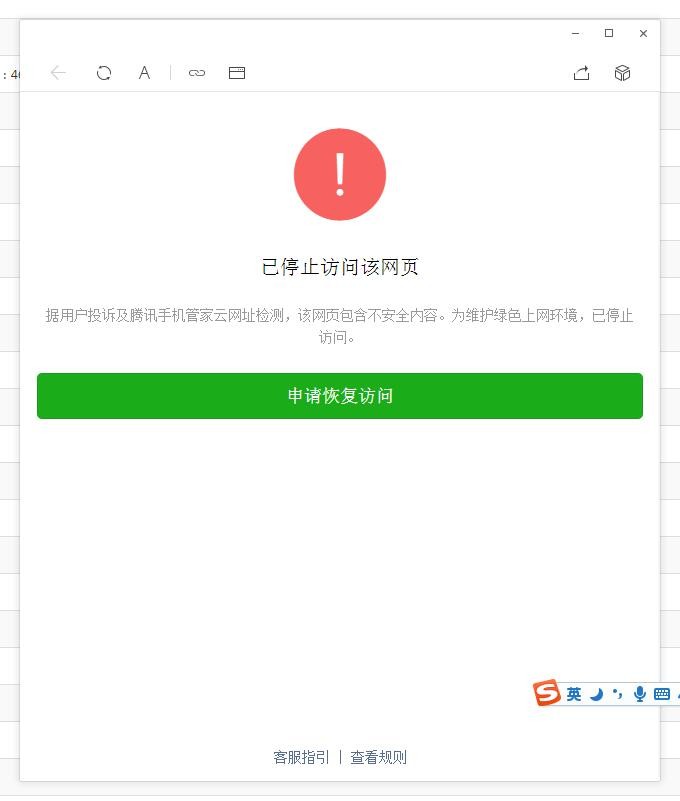 : 40
A
!
已停止访问该网页
据用户投诉及腾讯手机管家云网址检测，该网页包含不安全内容。为维护绿色上网环境，已停止
访问。
申请恢复访问
S 英
客服指引 | 查看规则